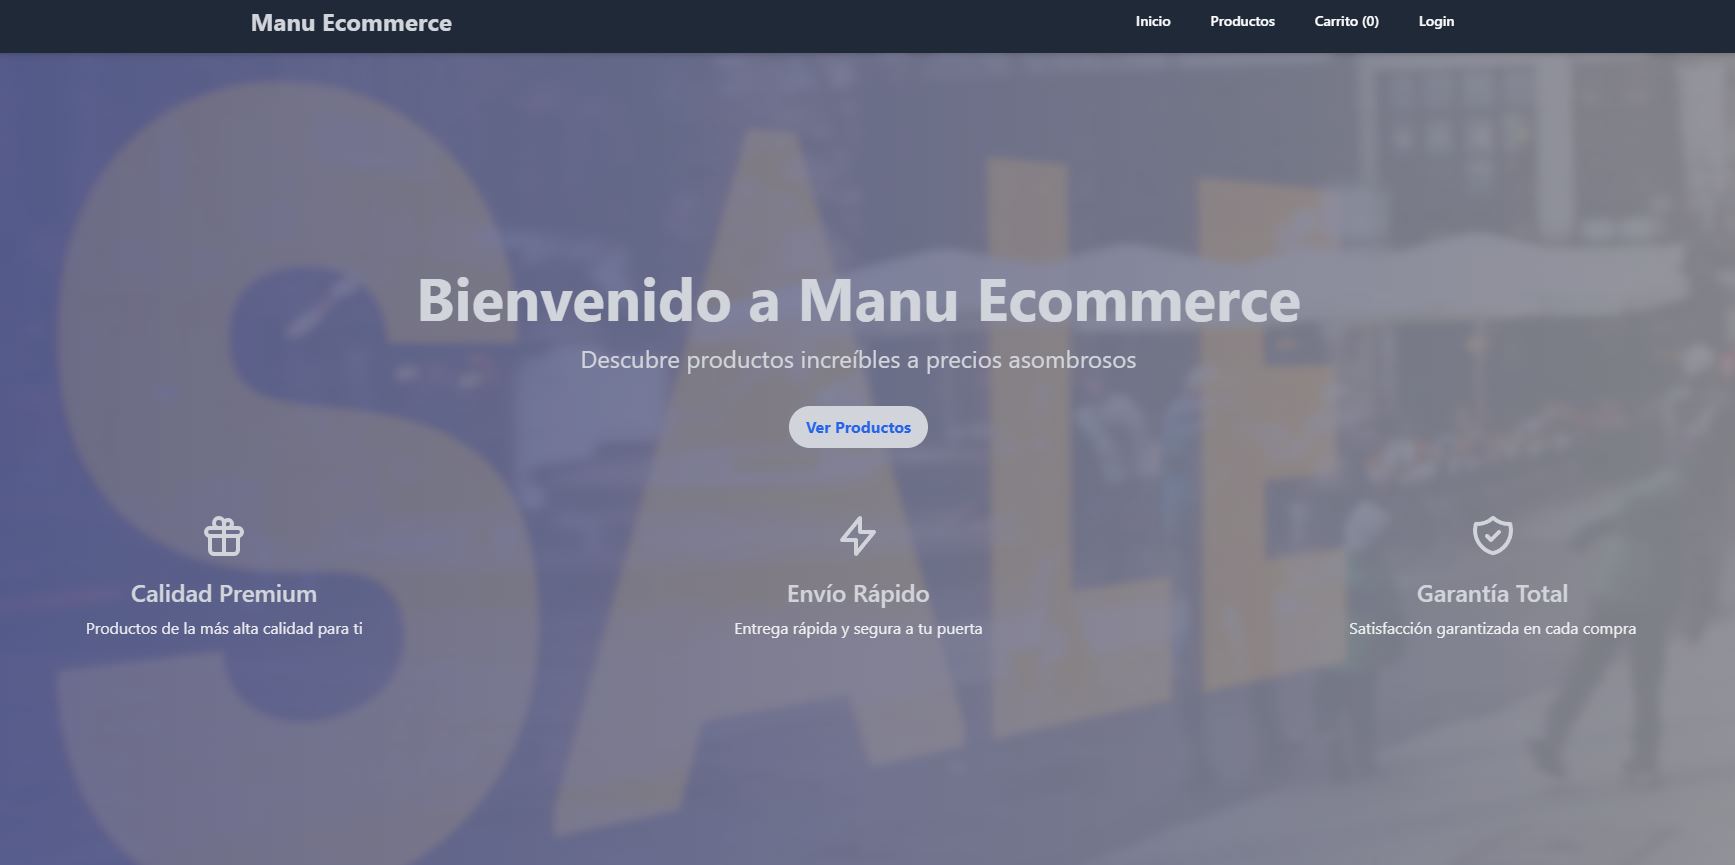 Manu Ecommerce
Inicio Productos Carrito (0) Login
SALE
Bienvenido a Manu Ecommerce
Descubre productos increíbles a precios asombrosos
Ver Productos
Calidad Premium
Productos de la más alta calidad para ti
Envío Rápido
Entrega rápida y segura a tu puerta
Garantía Total
Satisfacción garantizada en cada compra